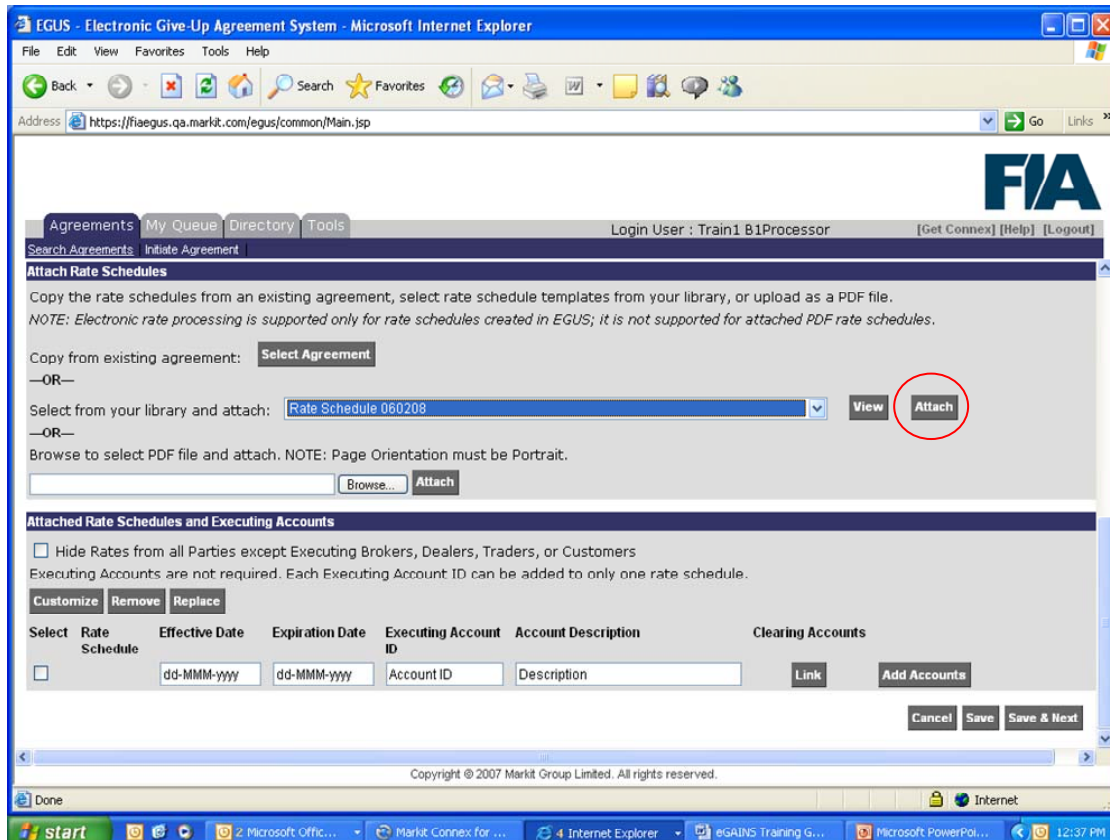 EGUS - Electronic Give-Up Agreement System - Microsoft Internet Explorer
File Edit View Favorites Tools Help
Back Search Favorites
Address https://fiaegus.qa.markit.com/egus/common/Main.jsp Go Links »
FIA
Agreements My Queue Directory Tools Login User : Train1 B1Processor [Get Connex] [Help] [Logout]
Search Agreements Initiate Agreement
Attach Rate Schedules
Copy the rate schedules from an existing agreement, select rate schedule templates from your library, or upload as a PDF file.
NOTE: Electronic rate processing is supported only for rate schedules created in EGUS; it is not supported for attached PDF rate schedules.
Copy from existing agreement: Select Agreement
—OR—
Select from your library and attach: Rate Schedule 060208 View Attach
—OR—
Browse to select PDF file and attach. NOTE: Page Orientation must be Portrait.
Browse... Attach
Attached Rate Schedules and Executing Accounts
Hide Rates from all Parties except Executing Brokers, Dealers, Traders, or Customers
Executing Accounts are not required. Each Executing Account ID can be added to only one rate schedule.
Customize Remove Replace
Select Rate Effective Date Expiration Date Executing Account Account Description Clearing Accounts
Schedule ID
dd-MMM-yyyy dd-MMM-yyyy Account ID Description Link Add Accounts
Cancel Save Save & Next
Copyright © 2007 Markit Group Limited. All rights reserved.
Done Internet
start 2 Microsoft Offic... Markit Connex for ... 4 Internet Explorer eGAINS Training G... Microsoft PowerPoi... 12:37 PM